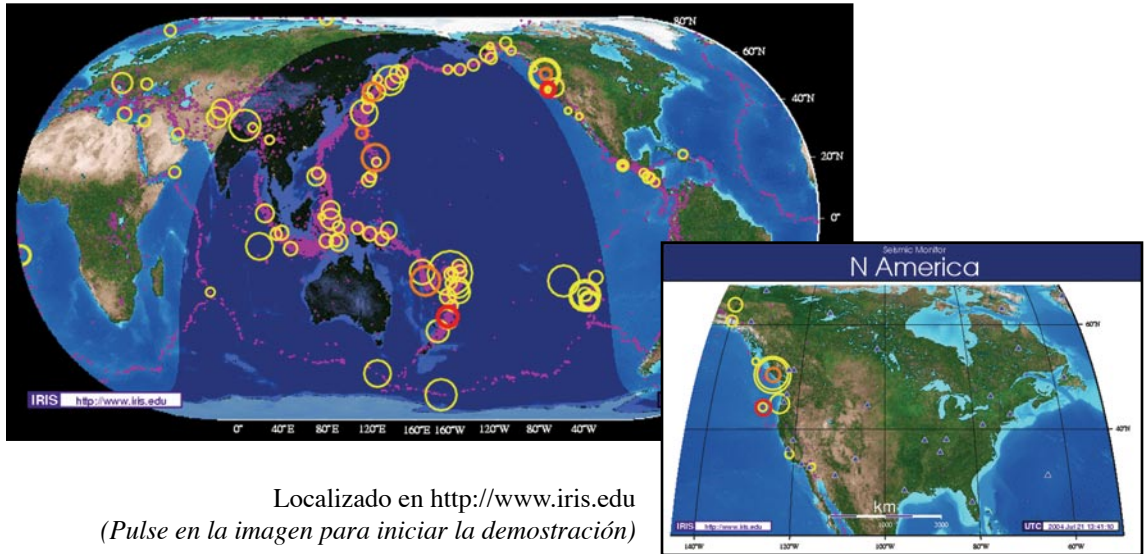 80°N
60°N
40°N
20°N
0°
IRIS http://www.iris.edu
0° 40°E 80°E 120°E 160°E 160°W 120°W 80°W 40°W
Seismic Monitor
N America
60°N
40°N
km
1000 2000
IRIS http://www.iris.edu
UTC 2004 Jul 21 13:41:10
140°W 120°W 100°W 80°W 60°W
Localizado en http://www.iris.edu
(Pulse en la imagen para iniciar la demostración)